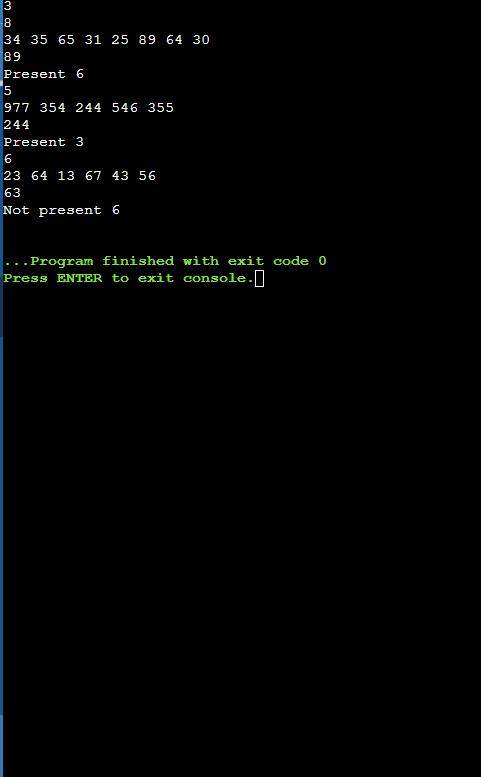 3
8
34 35 65 31 25 89 64 30
89
Present 6
5
977 354 244 546 355
244
Present 3
6
23 64 13 67 43 56
63
Not present 6
...Program finished with exit code 0
Press ENTER to exit console.